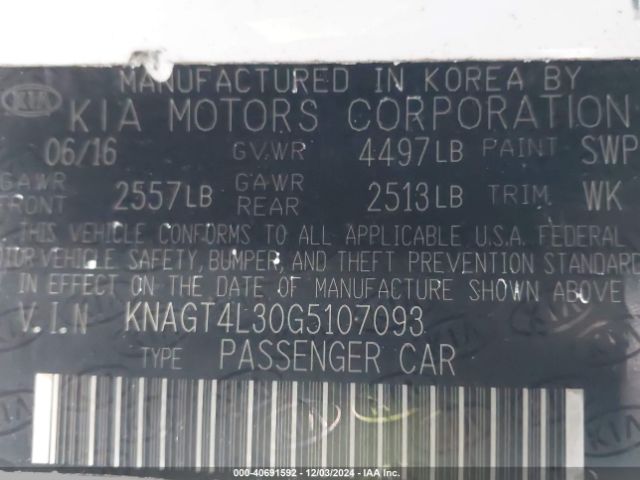 MANUFACTURED IN KOREA BY
KIA KIA MOTORS CORPORATION
06/16 GVWR 4497LB PAINT SWP
GAWR FRONT 2557LB GAWR REAR 2513LB TRIM WK
THIS VEHICLE CONFORMS TO ALL APPLICABLE U.S.A. FEDERAL
MOTOR VEHICLE SAFETY, BUMPER, AND THEFT PREVENTION STANDARD
IN EFFECT ON THE DATE OF MANUFACTURE SHOWN ABOVE
V.I.N KNAGT4L30G5107093
TYPE PASSENGER CAR
000-40691592 - 12/03/2024 - IAA Inc.